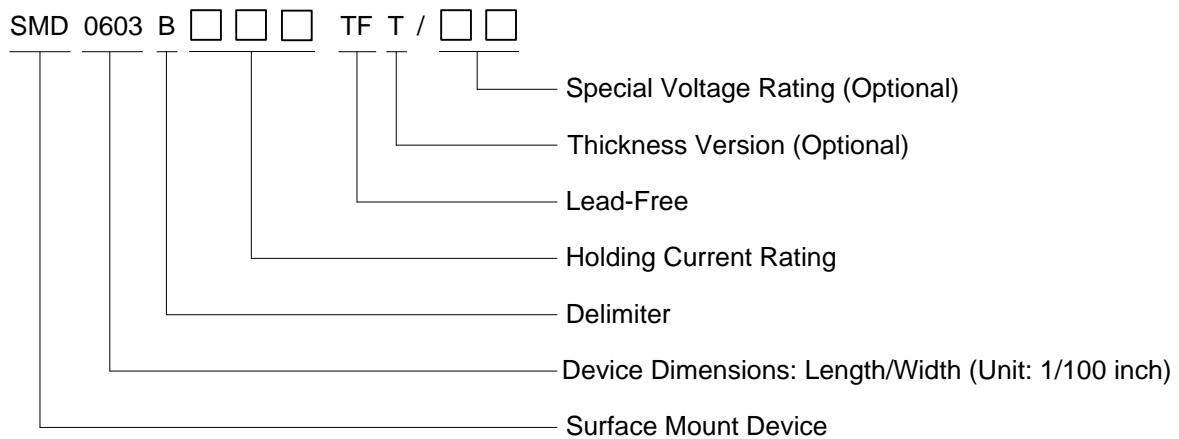 SMD 0603 B □ □ □ TF T / □ □
Special Voltage Rating (Optional)
Thickness Version (Optional)
Lead-Free
Holding Current Rating
Delimiter
Device Dimensions: Length/Width (Unit: 1/100 inch)
Surface Mount Device